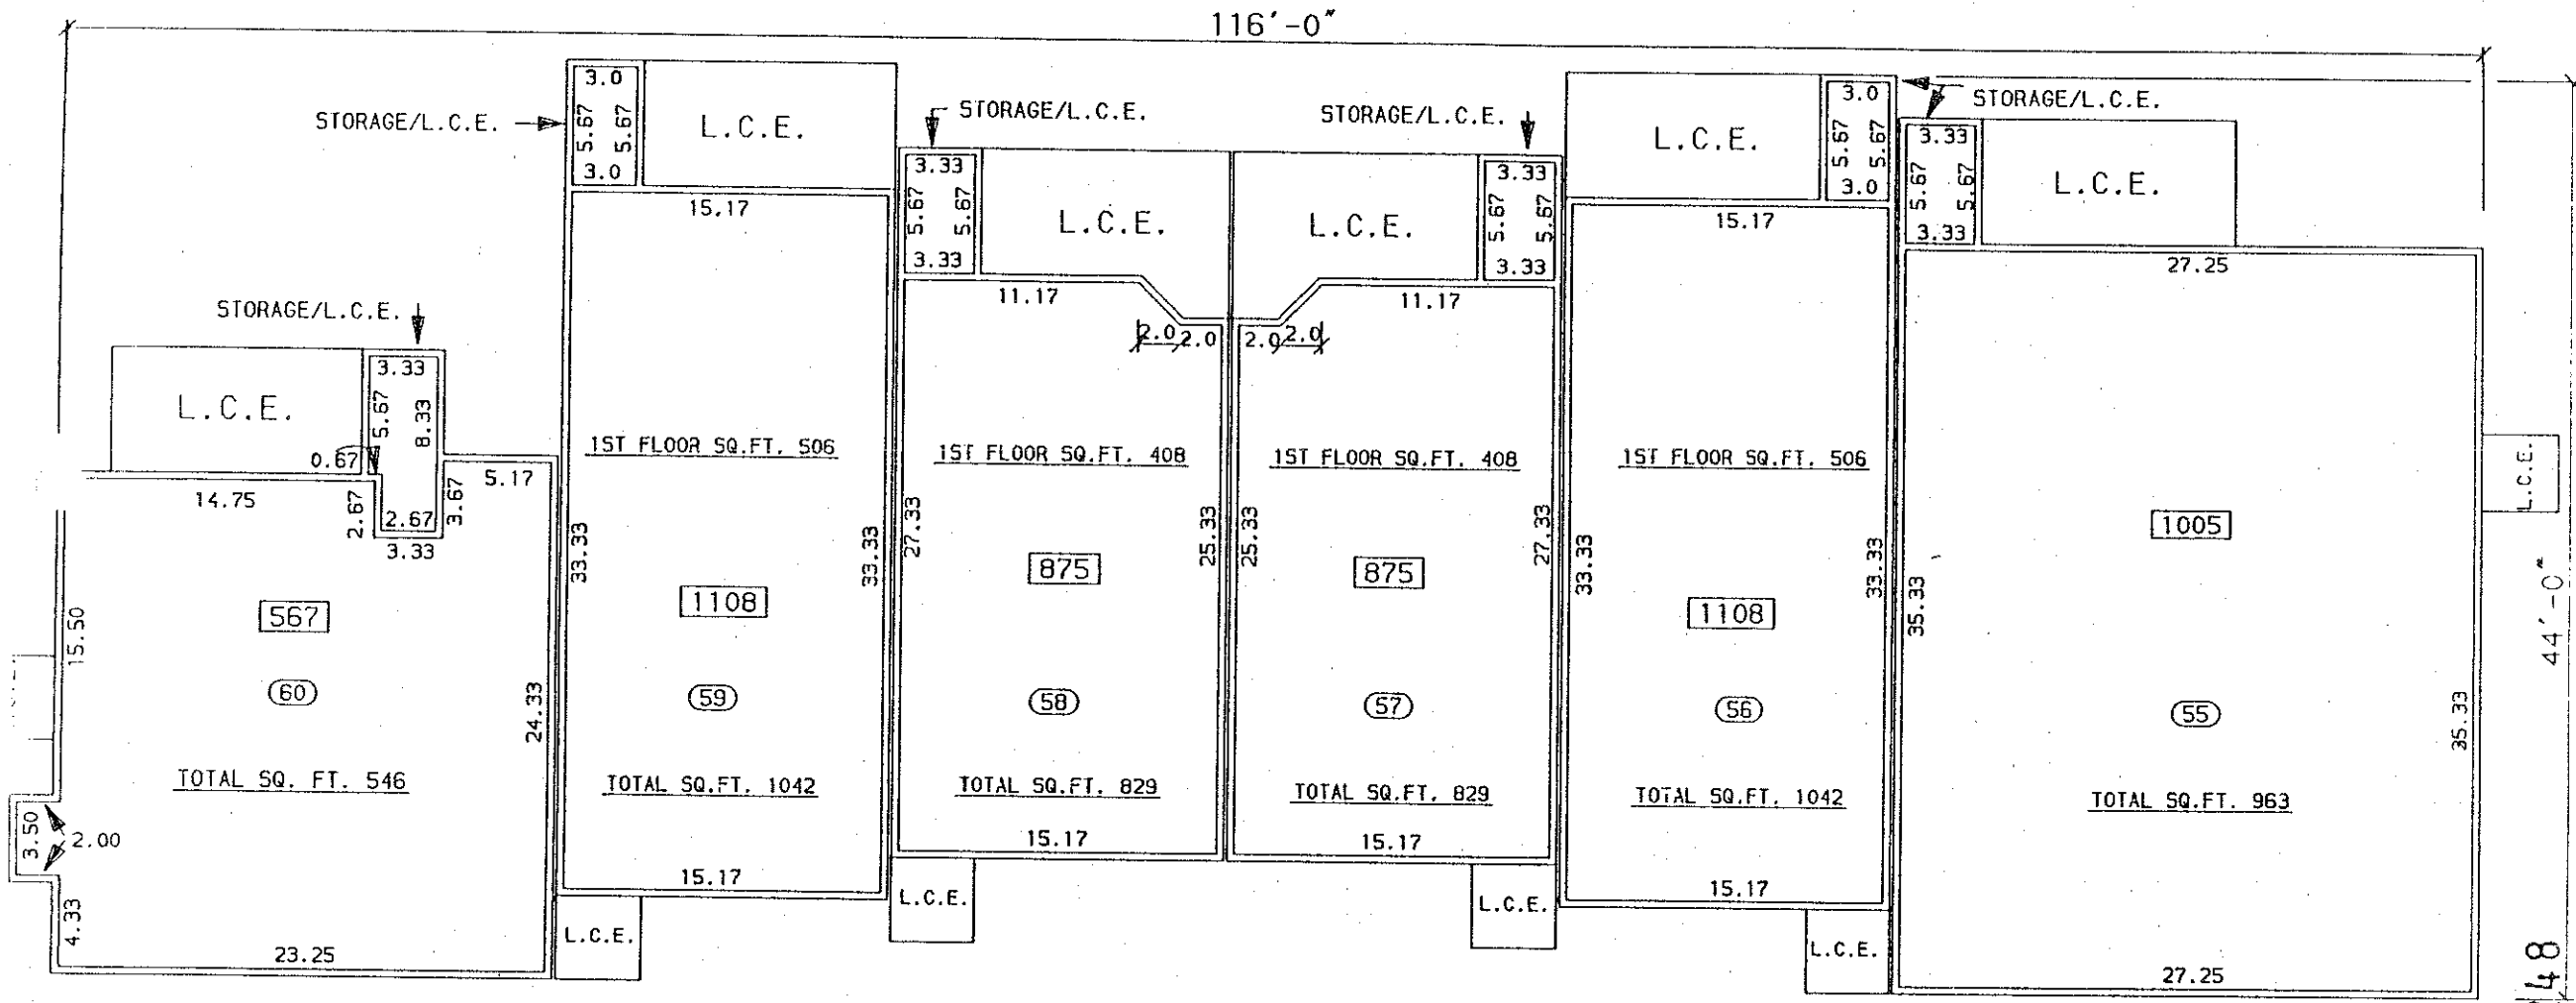 116'-0"
STORAGE/L.C.E.
3.0
5.67
5.67
3.0
L.C.E.
15.17
STORAGE/L.C.E.
3.33
5.67
5.67
3.33
L.C.E.
11.17
2.0
2.0
STORAGE/L.C.E.
L.C.E.
3.33
5.67
5.67
3.33
11.17
2.0
2.0
L.C.E.
3.0
5.67
5.67
3.0
15.17
STORAGE/L.C.E.
3.33
5.67
5.67
3.33
L.C.E.
27.25
STORAGE/L.C.E.
L.C.E.
3.33
5.67
8.33
0.67
14.75
2.67
2.67
3.67
3.33
5.17
15.50
567
60
24.33
TOTAL SQ. FT. 546
3.50
2.00
4.33
23.25
1ST FLOOR SQ.FT. 506
33.33
33.33
1108
59
TOTAL SQ.FT. 1042
15.17
L.C.E.
1ST FLOOR SQ.FT. 408
27.33
25.33
875
58
TOTAL SQ.FT. 829
15.17
L.C.E.
1ST FLOOR SQ.FT. 408
25.33
27.33
875
57
TOTAL SQ.FT. 829
15.17
L.C.E.
1ST FLOOR SQ.FT. 506
33.33
33.33
1108
56
TOTAL SQ.FT. 1042
15.17
L.C.E.
1005
35.33
35.33
55
TOTAL SQ.FT. 963
27.25
L.C.E.
44'-0"
48